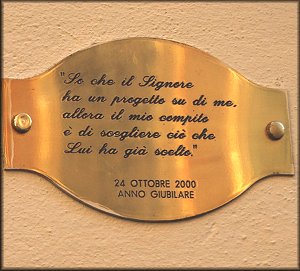 "So che il Signore
ha un progetto su di me,
allora il mio compito
è di scegliere ciò che
Lui ha già scelto."
24 OTTOBRE 2000
ANNO GIUBILARE